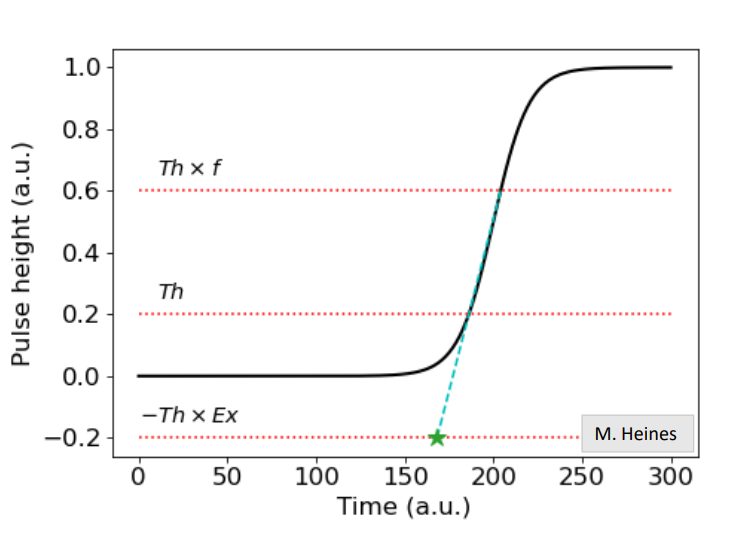 Pulse height (a.u.)
1.0
0.8
0.6
0.4
0.2
0.0
−0.2
Th × f
Th
−Th × Ex
M. Heines
0 50 100 150 200 250 300
Time (a.u.)